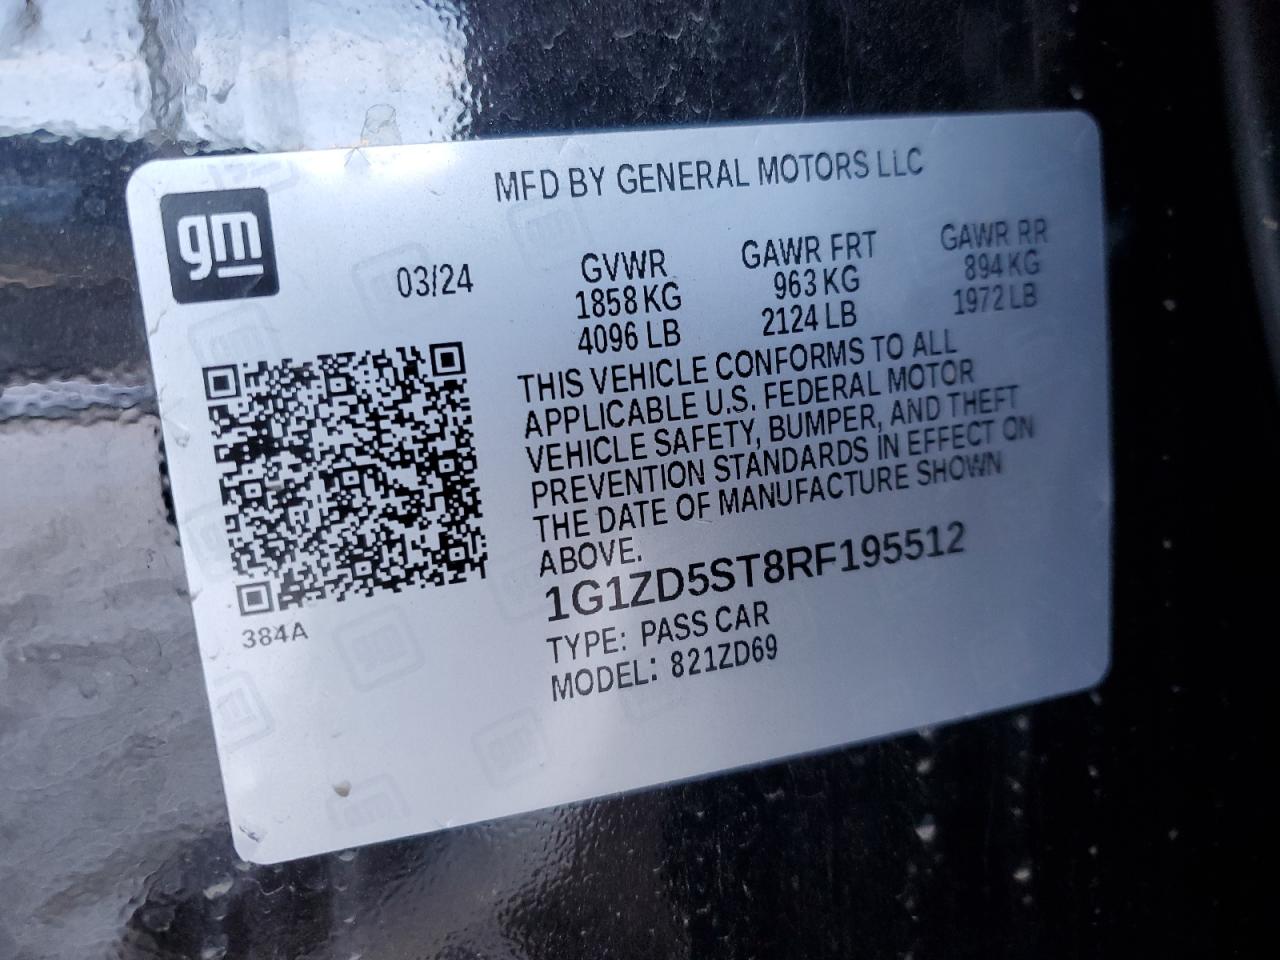 MFD BY GENERAL MOTORS LLC
gm
03/24
GVWR
1858 KG
4096 LB
GAWR FRT
963 KG
2124 LB
GAWR RR
894 KG
1972 LB
THIS VEHICLE CONFORMS TO ALL
APPLICABLE U.S. FEDERAL MOTOR
VEHICLE SAFETY, BUMPER, AND THEFT
PREVENTION STANDARDS IN EFFECT ON
THE DATE OF MANUFACTURE SHOWN
ABOVE.
1G1ZD5ST8RF195512
TYPE: PASS CAR
MODEL: 821ZD69
384A